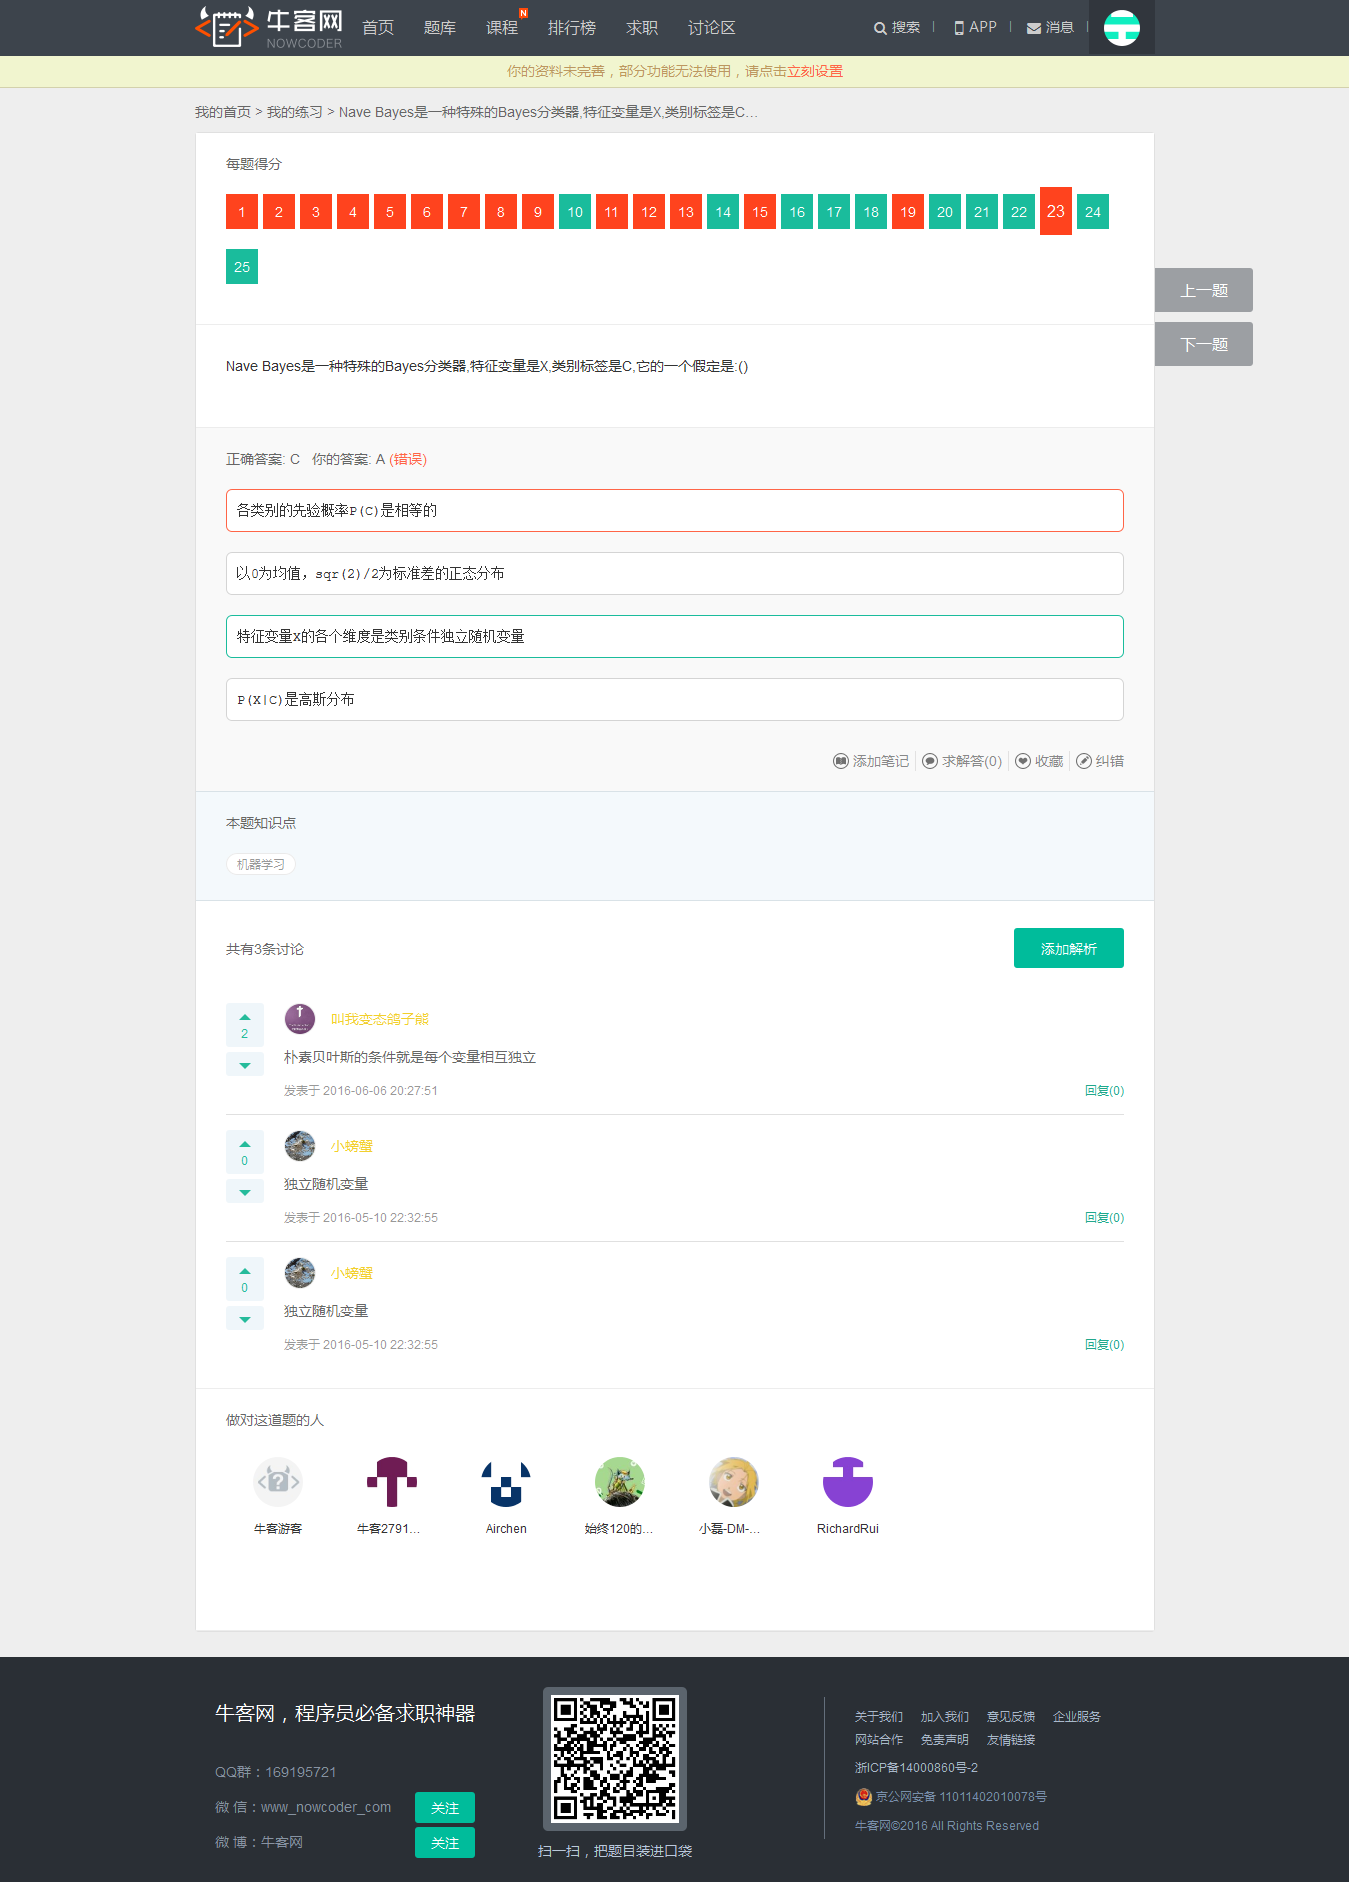 牛客网 NOWCODER 首页 题库 课程 N 排行榜 求职 讨论区 搜索 APP 消息
你的资料未完善，部分功能无法使用，请点击立刻设置
我的首页 > 我的练习 > Nave Bayes是一种特殊的Bayes分类器,特征变量是X,类别标签是C...
每题得分
1 2 3 4 5 6 7 8 9 10 11 12 13 14 15 16 17 18 19 20 21 22 23 24
25
上一题
下一题
Nave Bayes是一种特殊的Bayes分类器,特征变量是X,类别标签是C,它的一个假定是:()
正确答案: C 你的答案: A (错误)
各类别的先验概率P(C)是相等的
以0为均值，sqr(2)/2为标准差的正态分布
特征变量X的各个维度是类别条件独立随机变量
P(X|C)是高斯分布
添加笔记 求解答(0) 收藏 纠错
本题知识点
机器学习
共有3条讨论 添加解析
2 叫我变态鸽子熊
朴素贝叶斯的条件就是每个变量相互独立
发表于 2016-06-06 20:27:51 回复(0)
0 小螃蟹
独立随机变量
发表于 2016-05-10 22:32:55 回复(0)
0 小螃蟹
独立随机变量
发表于 2016-05-10 22:32:55 回复(0)
做对这道题的人
牛客游客 牛客2791... Airchen 始终120的... 小磊-DM-... RichardRui
牛客网，程序员必备求职神器
QQ群：169195721
微 信：www_nowcoder_com 关注
微 博：牛客网 关注
扫一扫，把题目装进口袋
关于我们 加入我们 意见反馈 企业服务
网站合作 免责声明 友情链接
浙ICP备14000860号-2
京公网安备 11011402010078号
牛客网©2016 All Rights Reserved